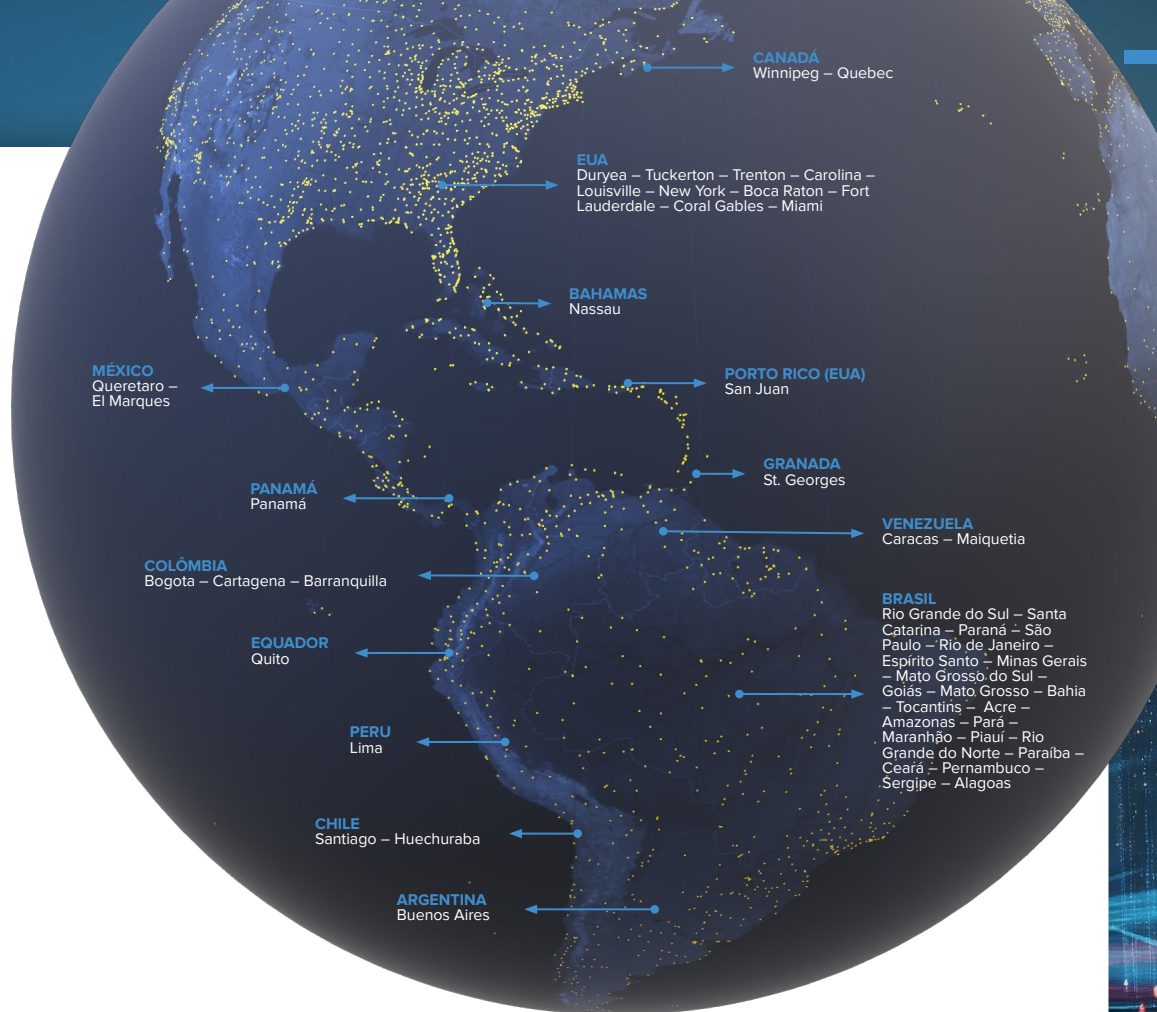 CANADÁ
Winnipeg – Quebec
EUA
Duryea – Tuckerton – Trenton – Carolina –
Louisville – New York – Boca Raton – Fort
Lauderdale – Coral Gables – Miami
BAHAMAS
Nassau
MÉXICO
Queretaro –
El Marques
PORTO RICO (EUA)
San Juan
GRANADA
St. Georges
PANAMÁ
Panamá
VENEZUELA
Caracas – Maiquetia
COLÔMBIA
Bogota – Cartagena – Barranquilla
BRASIL
Rio Grande do Sul – Santa
Catarina – Paraná – São
Paulo – Rio de Janeiro –
Espírito Santo – Minas Gerais
– Mato Grosso do Sul –
Goiás – Mato Grosso – Bahia
– Tocantins – Acre –
Amazonas – Pará –
Maranhão – Piauí – Rio
Grande do Norte – Paraíba –
Ceará – Pernambuco –
Sergipe – Alagoas
EQUADOR
Quito
PERU
Lima
CHILE
Santiago – Huechuraba
ARGENTINA
Buenos Aires